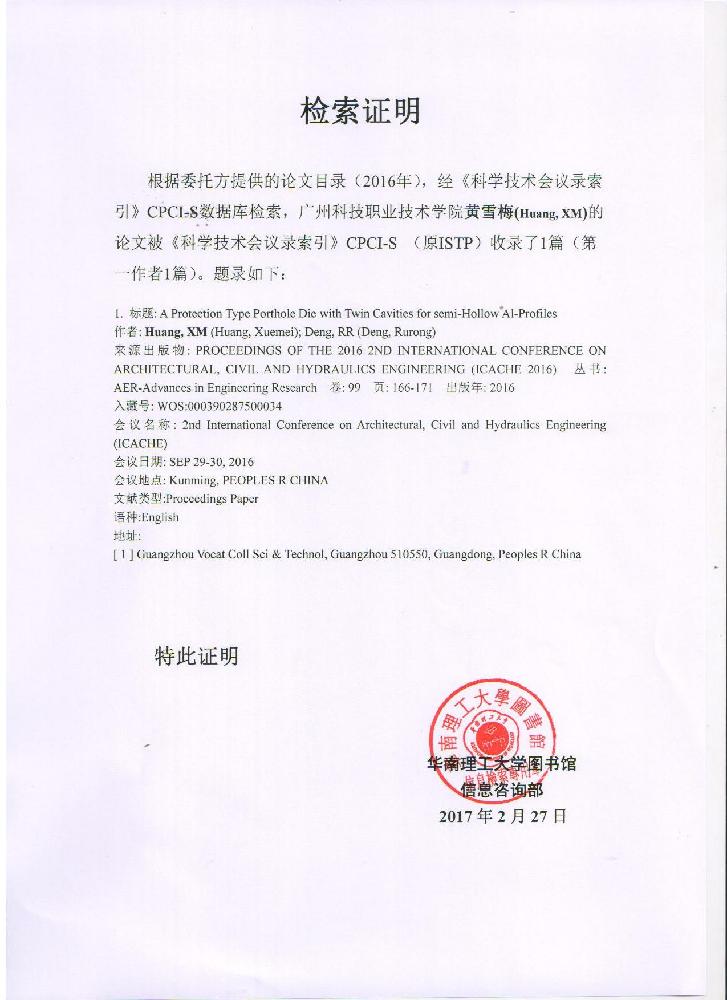 检索证明
根据委托方提供的论文目录（2016年），经《科学技术会议录索
引》CPCI-S数据库检索，广州科技职业技术学院黄雪梅(Huang, XM)的
论文被《科学技术会议录索引》CPCI-S （原ISTP）收录了1篇（第
一作者1篇）。题录如下：
1. 标题: A Protection Type Porthole Die with Twin Cavities for semi-Hollow Al-Profiles
作者: Huang, XM (Huang, Xuemei); Deng, RR (Deng, Rurong)
来源出版物: PROCEEDINGS OF THE 2016 2ND INTERNATIONAL CONFERENCE ON
ARCHITECTURAL, CIVIL AND HYDRAULICS ENGINEERING (ICACHE 2016) 丛书:
AER-Advances in Engineering Research 卷: 99 页: 166-171 出版年: 2016
入藏号: WOS:000390287500034
会议名称: 2nd International Conference on Architectural, Civil and Hydraulics Engineering
(ICACHE)
会议日期: SEP 29-30, 2016
会议地点: Kunming, PEOPLES R CHINA
文献类型:Proceedings Paper
语种:English
地址:
[ 1 ] Guangzhou Vocat Coll Sci & Technol, Guangzhou 510550, Guangdong, Peoples R China
特此证明
南理工大學圖書館
华南理工大学图书馆
信息檢索專用章
信息咨询部
2017 年 2 月 27 日